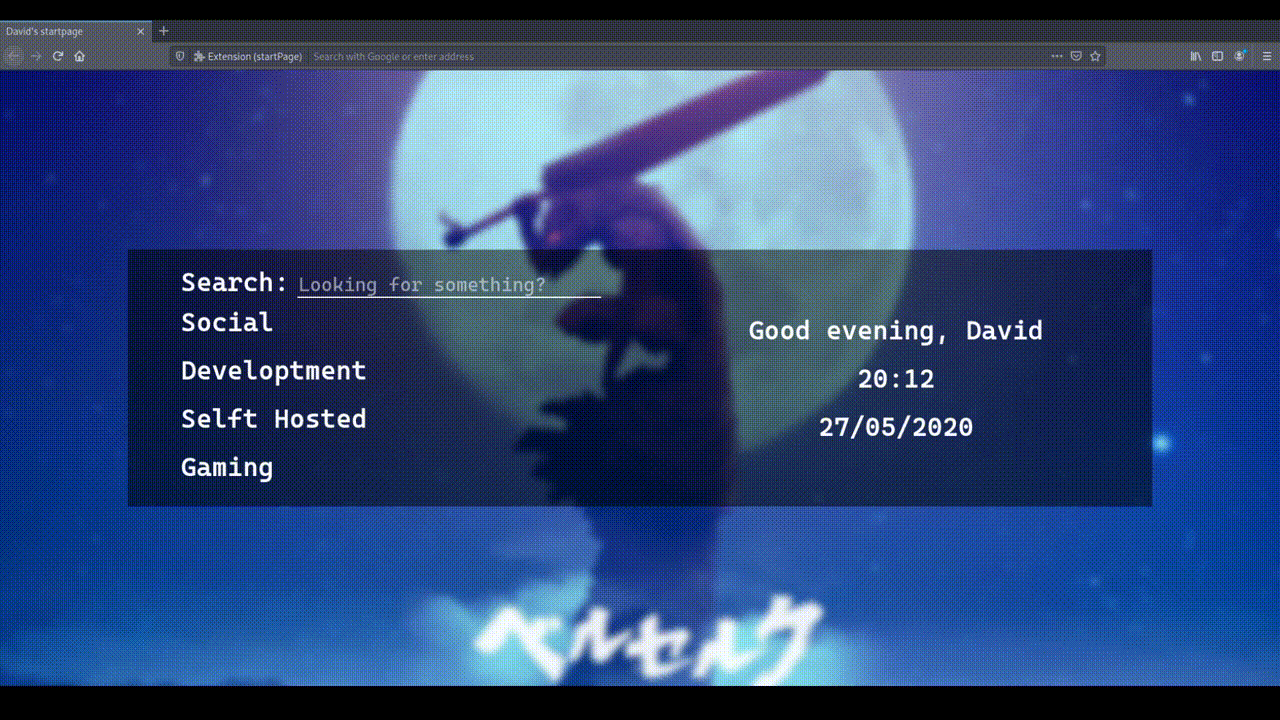 David's startpage
Extension (startPage) Search with Google or enter address
Search: Looking for something?
Social
Developtment
Selft Hosted
Gaming
Good evening, David
20:12
27/05/2020
ベルセルク